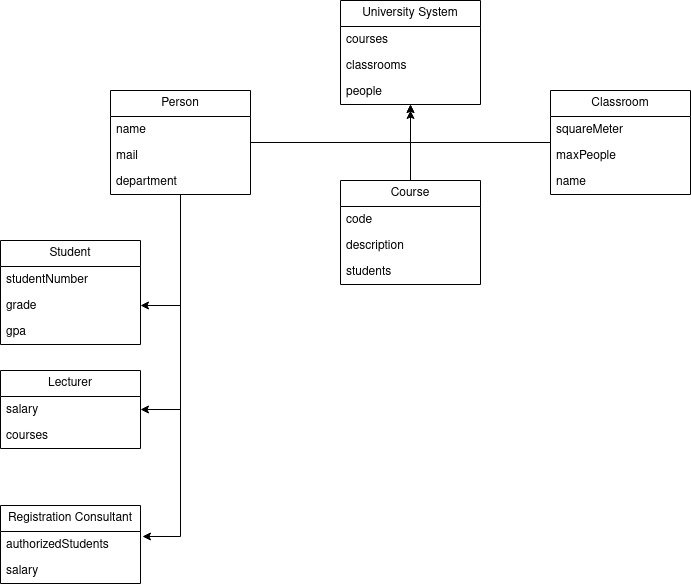 University System
courses
classrooms
people
Person
name
mail
department
Classroom
squareMeter
maxPeople
name
Course
code
description
students
Student
studentNumber
grade
gpa
Lecturer
salary
courses
Registration Consultant
authorizedStudents
salary